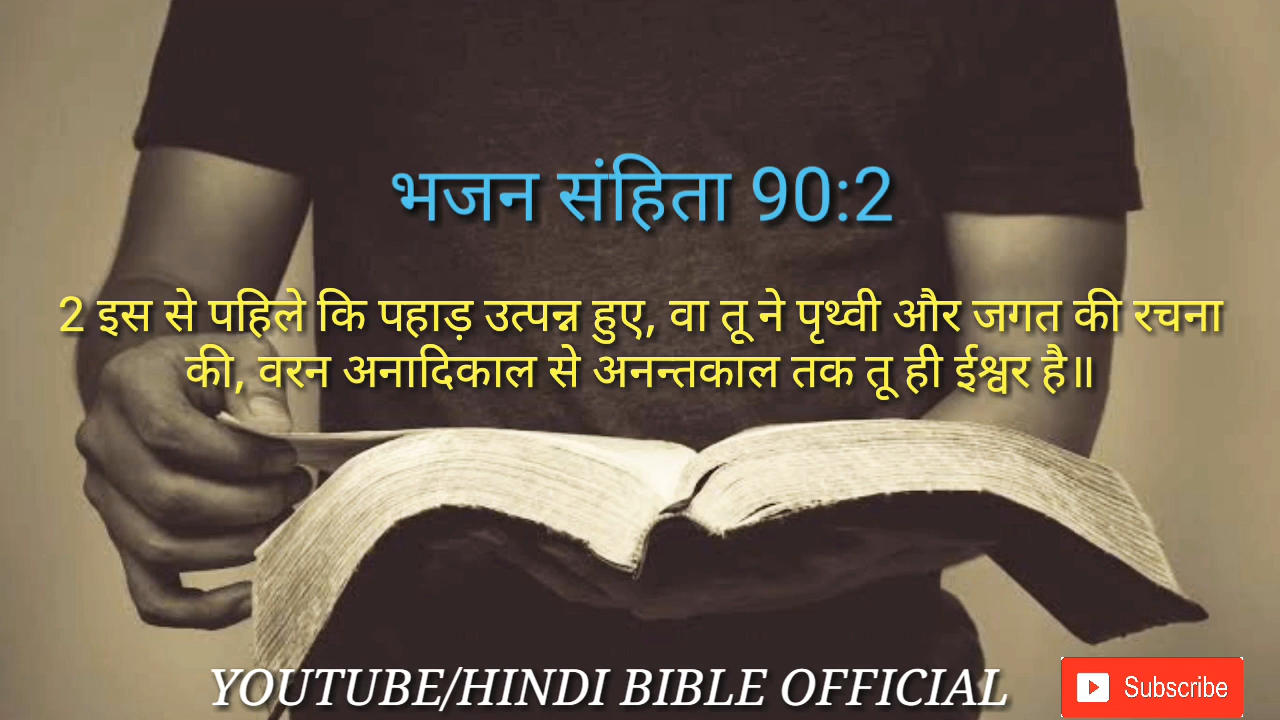 भजन संहिता 90:2
2 इस से पहिले कि पहाड़ उत्पन्न हुए, वा तू ने पृथ्वी और जगत की रचना
की, वरन अनादिकाल से अनन्तकाल तक तू ही ईश्वर है॥
YOUTUBE/HINDI BIBLE OFFICIAL
Subscribe